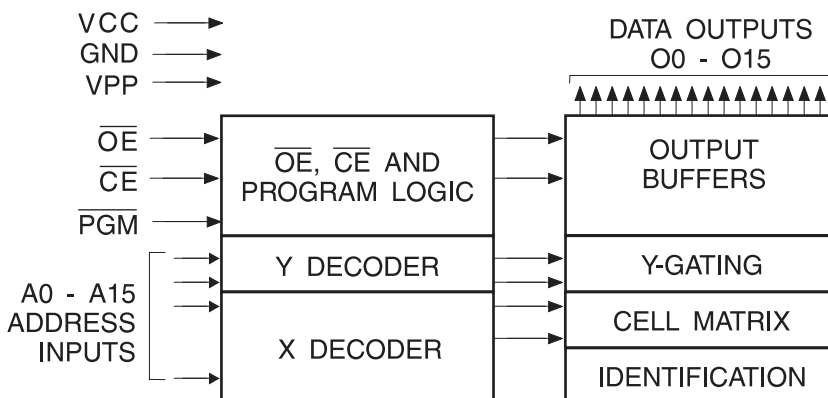 VCC
GND
VPP
OE
CE
PGM
A0 - A15
ADDRESS
INPUTS
OE, CE AND
PROGRAM LOGIC
Y DECODER
X DECODER
DATA OUTPUTS
O0 - O15
OUTPUT
BUFFERS
Y-GATING
CELL MATRIX
IDENTIFICATION